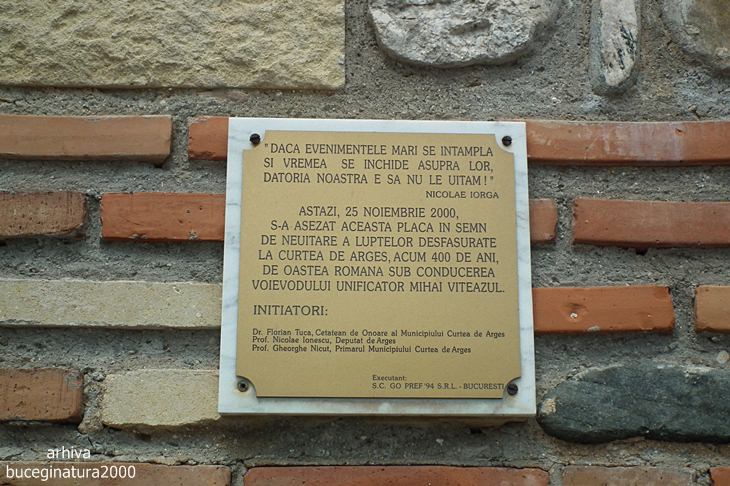 "DACA EVENIMENTELE MARI SE INTAMPLA
SI VREMEA SE INCHIDE ASUPRA LOR,
DATORIA NOASTRA E SA NU LE UITAM!"
NICOLAE IORGA
ASTAZI, 25 NOIEMBRIE 2000,
S-A ASEZAT ACEASTA PLACA IN SEMN
DE NEUITARE A LUPTELOR DESFASURATE
LA CURTEA DE ARGES, ACUM 400 DE ANI,
DE OASTEA ROMANA SUB CONDUCEREA
VOIEVODULUI UNIFICATOR MIHAI VITEAZUL.
INITIATORI:
Dr. Florian Tuca, Cetatean de Onoare al Municipiului Curtea de Arges
Prof. Nicolae Ionescu, Deputat de Arges
Prof. Gheorghe Nicut, Primarul Municipiului Curtea de Arges
Executant:
S.C. GO PREF '94 S.R.L. - BUCURESTI
arhiva
buceginatura2000